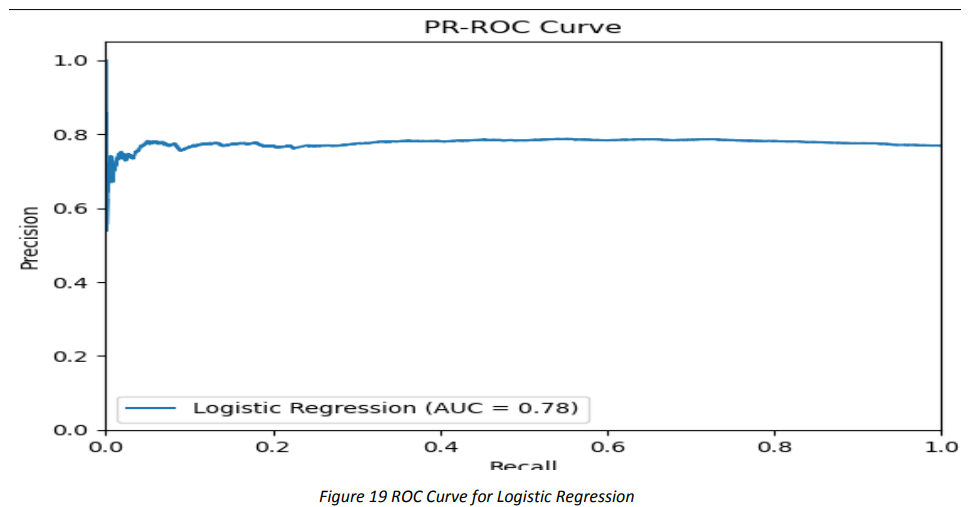 PR-ROC Curve
1.0
0.8
0.6
0.4
0.2
0.0
Precision
Logistic Regression (AUC = 0.78)
0.0 0.2 0.4 0.6 0.8 1.0
Recall
Figure 19 ROC Curve for Logistic Regression